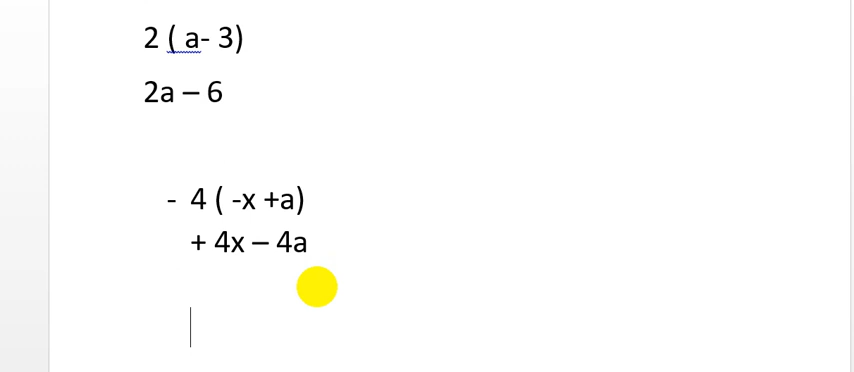 2 ( a- 3)
2a – 6
- 4 ( -x +a)
+ 4x – 4a